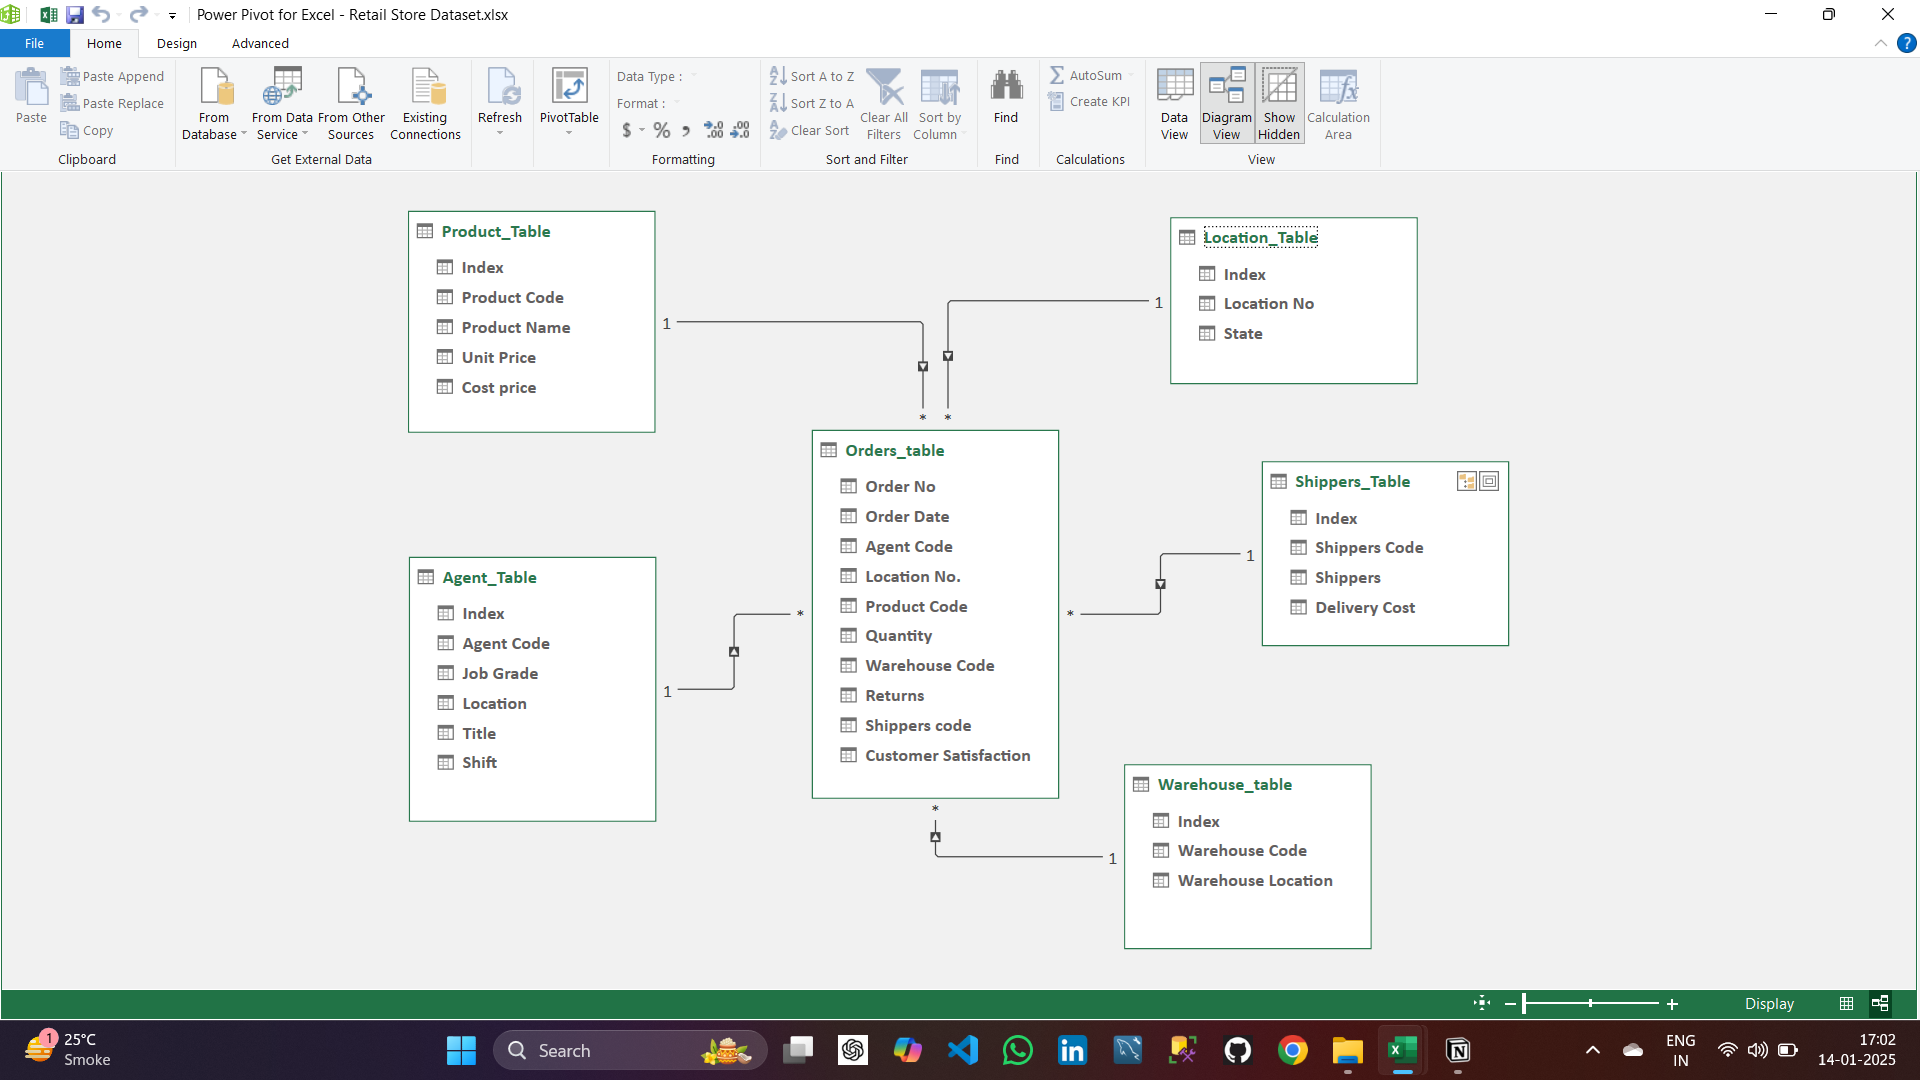 Power Pivot for Excel - Retail Store Dataset.xlsx
File Home Design Advanced
Paste
Paste Append
Paste Replace
Copy
Clipboard
From Database
From Data Service
From Other Sources
Existing Connections
Get External Data
Refresh
PivotTable
Data Type :
Format :
$ % ,
Formatting
Sort A to Z
Sort Z to A
Clear Sort
Clear All Filters
Sort by Column
Sort and Filter
Find
Find
AutoSum
Create KPI
Calculations
Data View
Diagram View
Show Hidden
Calculation Area
View
Product_Table
Index
Product Code
Product Name
Unit Price
Cost price
1
*
Location_Table
Index
Location No
State
1
*
Orders_table
Order No
Order Date
Agent Code
Location No.
Product Code
Quantity
Warehouse Code
Returns
Shippers code
Customer Satisfaction
Shippers_Table
Index
Shippers Code
Shippers
Delivery Cost
1
*
Agent_Table
Index
Agent Code
Job Grade
Location
Title
Shift
1
*
Warehouse_table
Index
Warehouse Code
Warehouse Location
1
*
Display
1
25°C
Smoke
Search
ENG
IN
17:02
14-01-2025